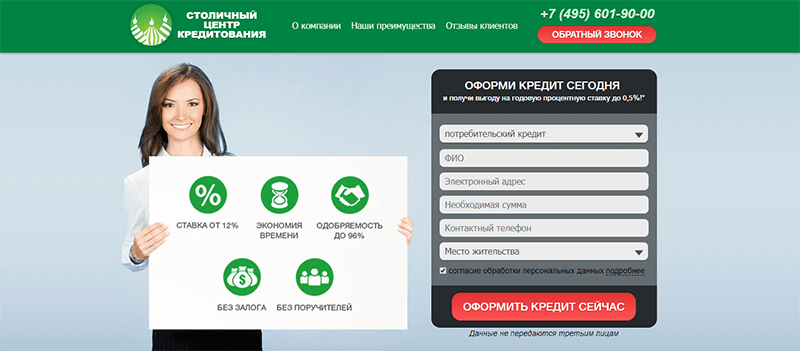 СТОЛИЧНЫЙ
ЦЕНТР
КРЕДИТОВАНИЯ
О компании
Наши преимущества
Отзывы клиентов
+7 (495) 601-90-00
ОБРАТНЫЙ ЗВОНОК
%
СТАВКА ОТ 12%
ЭКОНОМИЯ
ВРЕМЕНИ
ОДОБРЯЕМОСТЬ
ДО 96%
$
БЕЗ ЗАЛОГА
БЕЗ ПОРУЧИТЕЛЕЙ
ОФОРМИ КРЕДИТ СЕГОДНЯ
и получи выгоду на годовую процентную ставку до 0,5%!*
потребительский кредит
ФИО
Электронный адрес
Необходимая сумма
Контактный телефон
Место жительства
согласие обработки персональных данных подробнее
ОФОРМИТЬ КРЕДИТ СЕЙЧАС
Данные не передаются третьим лицам